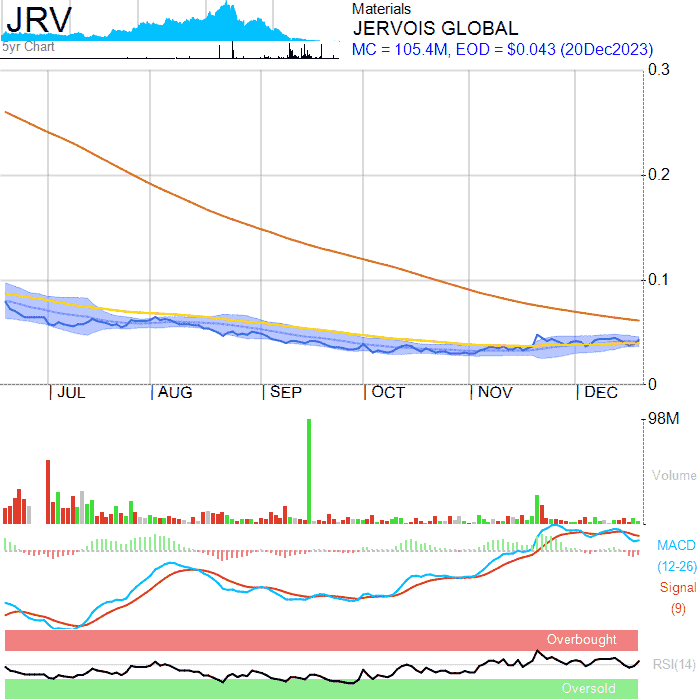 JRV
5yr Chart
Materials
JERVOIS GLOBAL
MC = 105.4M, EOD = $0.043 (20Dec2023)
0.3
0.2
0.1
0
JUL AUG SEP OCT NOV DEC
98M
Volume
MACD
(12-26)
Signal
(9)
Overbought
RSI(14)
Oversold